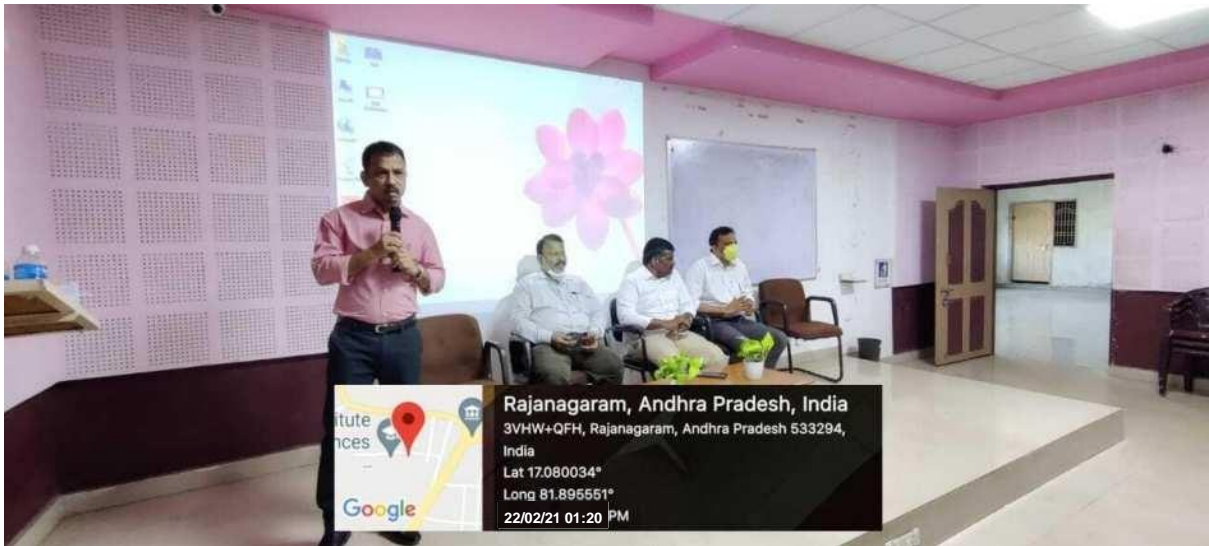 itute
nces
Google
Rajanagaram, Andhra Pradesh, India
3VHW+QFH, Rajanagaram, Andhra Pradesh 533294,
India
Lat 17.080034°
Long 81.895551°
22/02/21 01:20 PM